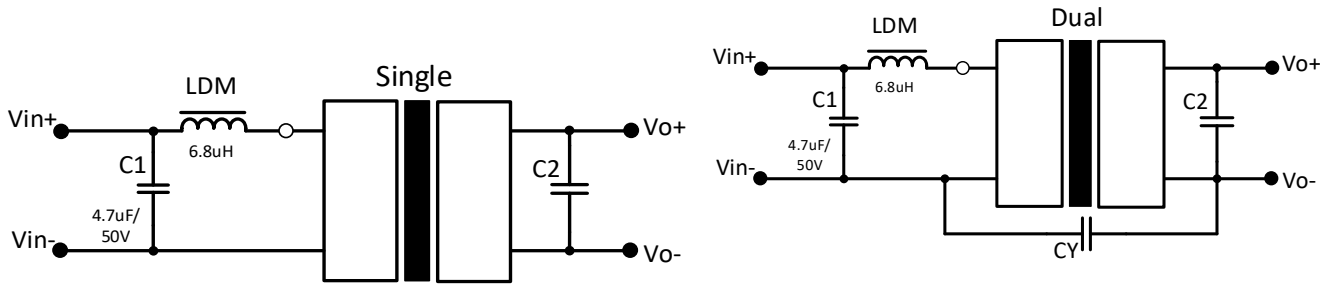 Single
LDM
Vin+
6.8uH
Vo+
C1
C2
4.7uF/
50V
Vin-
Vo-
Dual
LDM
Vin+
Vo+
6.8uH
C1
C2
4.7uF/
50V
Vin-
Vo-
CY